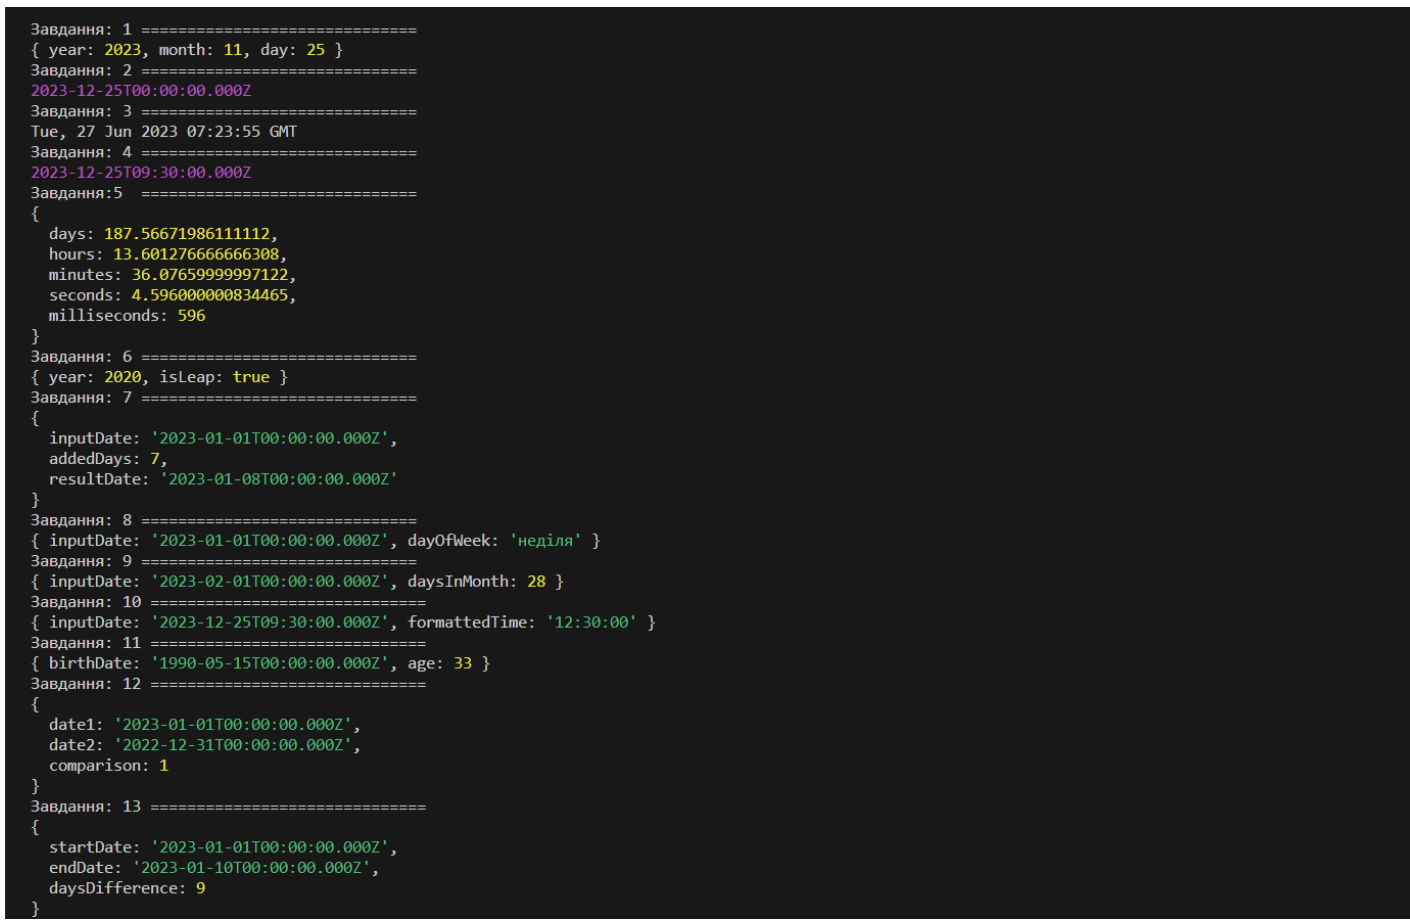 Завдання: 1 ==============================
{ year: 2023, month: 11, day: 25 }
Завдання: 2 ==============================
2023-12-25T00:00:00.000Z
Завдання: 3 ==============================
Tue, 27 Jun 2023 07:23:55 GMT
Завдання: 4 ==============================
2023-12-25T09:30:00.000Z
Завдання:5  ==============================
{
  days: 187.56671986111112,
  hours: 13.601276666666308,
  minutes: 36.07659999997122,
  seconds: 4.596000000834465,
  milliseconds: 596
}
Завдання: 6 ==============================
{ year: 2020, isLeap: true }
Завдання: 7 ==============================
{
  inputDate: '2023-01-01T00:00:00.000Z',
  addedDays: 7,
  resultDate: '2023-01-08T00:00:00.000Z'
}
Завдання: 8 ==============================
{ inputDate: '2023-01-01T00:00:00.000Z', dayOfWeek: 'неділя' }
Завдання: 9 ==============================
{ inputDate: '2023-02-01T00:00:00.000Z', daysInMonth: 28 }
Завдання: 10 ==============================
{ inputDate: '2023-12-25T09:30:00.000Z', formattedTime: '12:30:00' }
Завдання: 11 ==============================
{ birthDate: '1990-05-15T00:00:00.000Z', age: 33 }
Завдання: 12 ==============================
{
  date1: '2023-01-01T00:00:00.000Z',
  date2: '2022-12-31T00:00:00.000Z',
  comparison: 1
}
Завдання: 13 ==============================
{
  startDate: '2023-01-01T00:00:00.000Z',
  endDate: '2023-01-10T00:00:00.000Z',
  daysDifference: 9
}